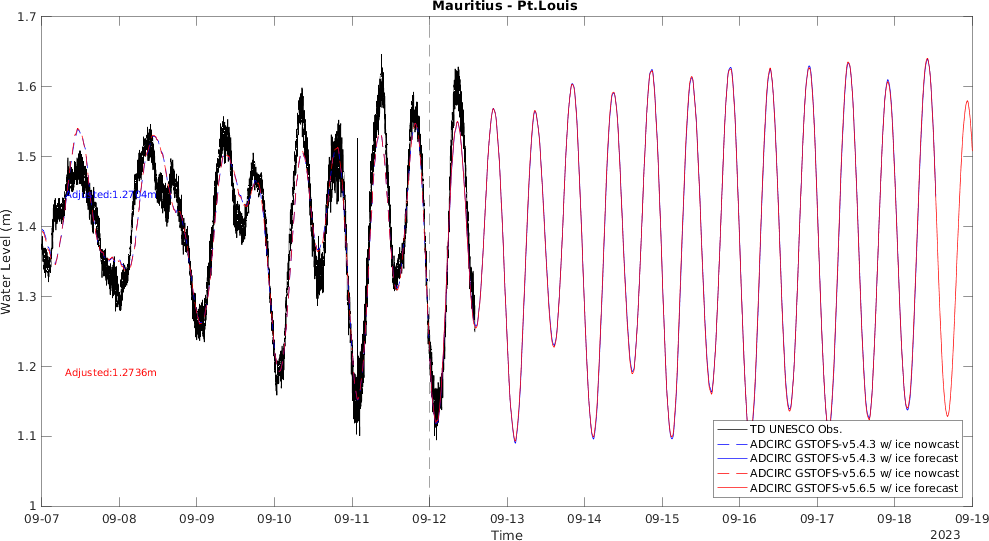 Mauritius - Pt.Louis
1.7
1.6
1.5
1.4
1.3
1.2
1.1
1
Water Level (m)
Adjusted:1.2704m
Adjusted:1.2736m
TD UNESCO Obs.
ADCIRC GSTOFS-v5.4.3 w/ ice nowcast
ADCIRC GSTOFS-v5.4.3 w/ ice forecast
ADCIRC GSTOFS-v5.6.5 w/ ice nowcast
ADCIRC GSTOFS-v5.6.5 w/ ice forecast
09-07 09-08 09-09 09-10 09-11 09-12 09-13 09-14 09-15 09-16 09-17 09-18 09-19
Time
2023